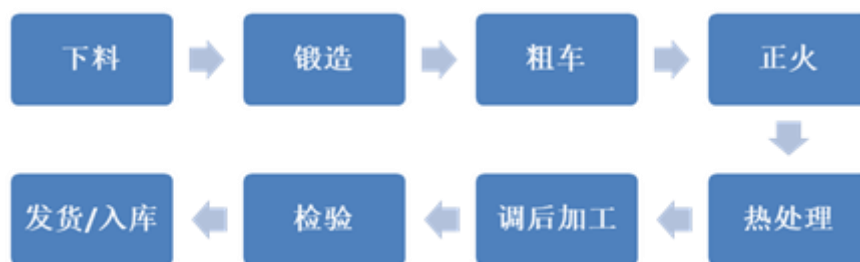 下料
锻造
粗车
正火
热处理
调后加工
检验
发货/入库